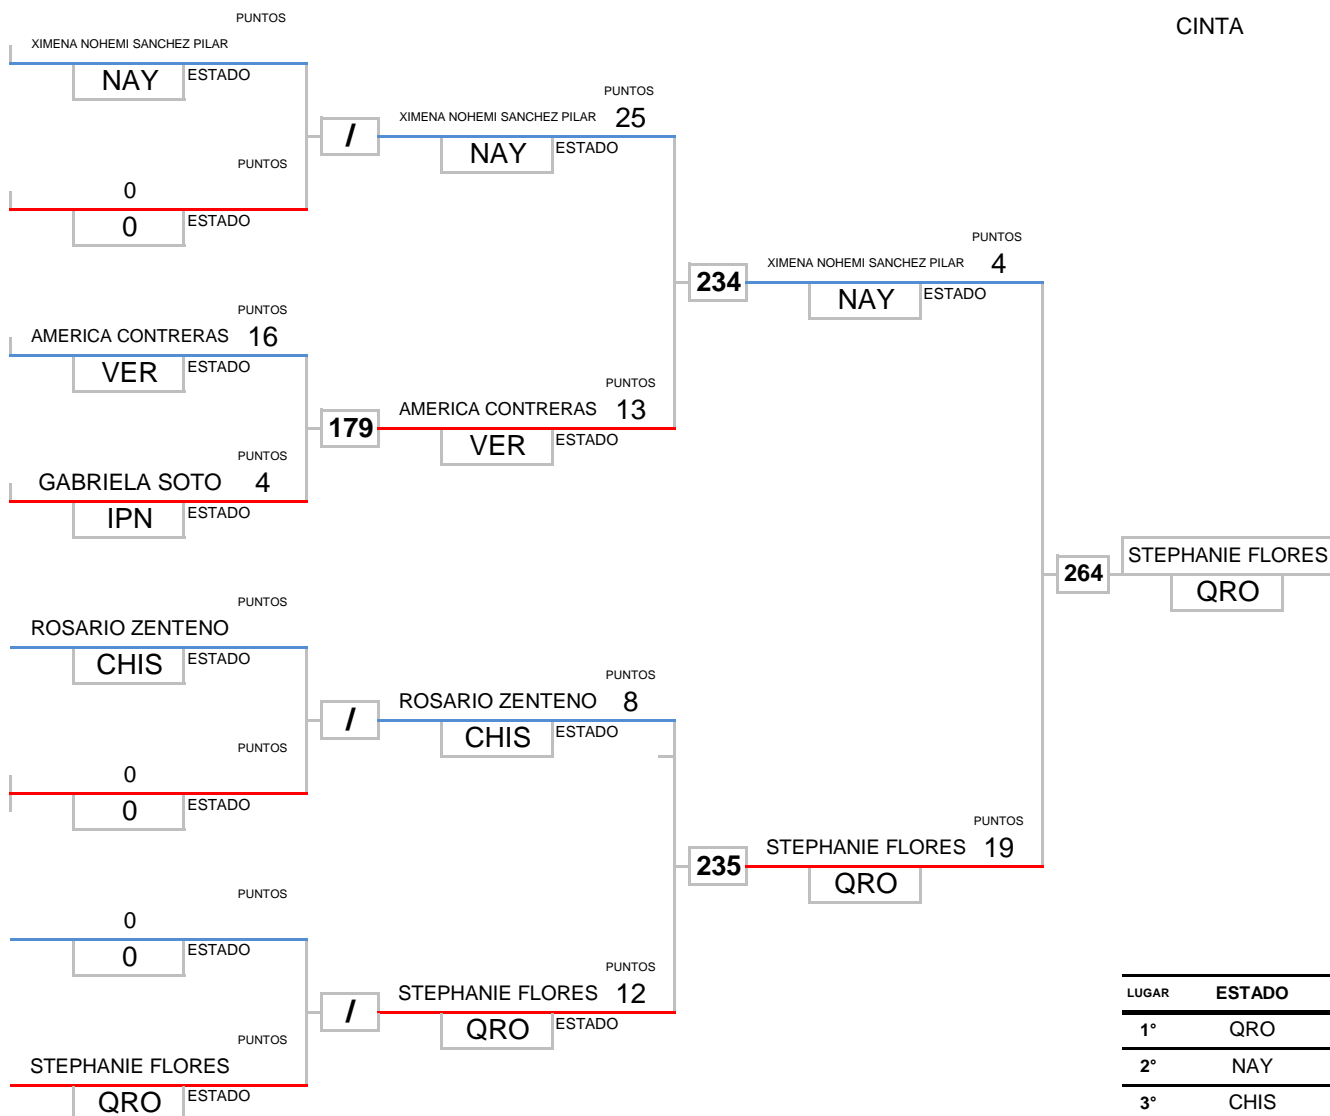 PUNTOS
CINTA
XIMENA NOHEMI SANCHEZ PILAR
NAY ESTADO
PUNTOS
XIMENA NOHEMI SANCHEZ PILAR 25
/
NAY ESTADO
PUNTOS
0
0 ESTADO
PUNTOS
XIMENA NOHEMI SANCHEZ PILAR 4
234
NAY ESTADO
PUNTOS
AMERICA CONTRERAS 16
VER ESTADO
PUNTOS
AMERICA CONTRERAS 13
179
VER ESTADO
PUNTOS
GABRIELA SOTO 4
IPN ESTADO
STEPHANIE FLORES
264
QRO
PUNTOS
ROSARIO ZENTENO
CHIS ESTADO
PUNTOS
ROSARIO ZENTENO 8
/
CHIS ESTADO
PUNTOS
0
0 ESTADO
PUNTOS
STEPHANIE FLORES 19
235
QRO
PUNTOS
0
0 ESTADO
PUNTOS
STEPHANIE FLORES 12
/
QRO ESTADO
PUNTOS
STEPHANIE FLORES
QRO ESTADO
LUGAR ESTADO
1° QRO
2° NAY
3° CHIS